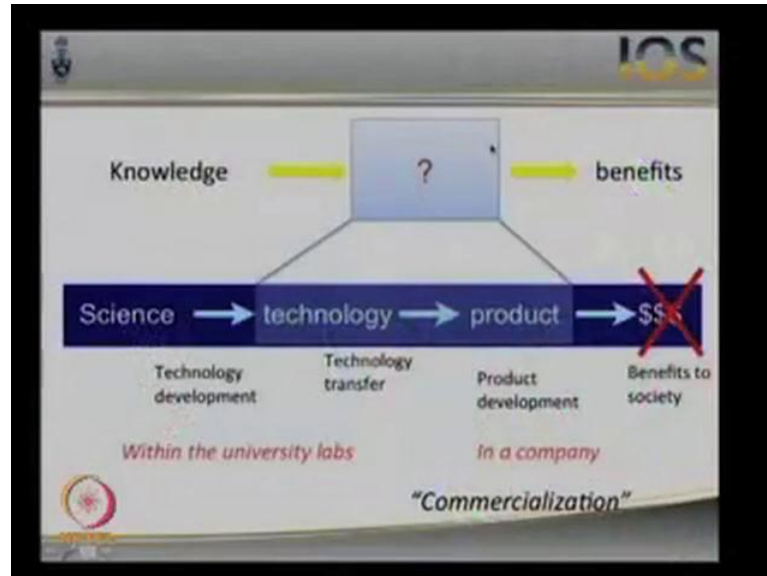 IOS
Knowledge
?
benefits
Science
technology
product
$$$
Technology
development
Technology
transfer
Product
development
Benefits to
society
Within the university labs
In a company
"Commercialization"